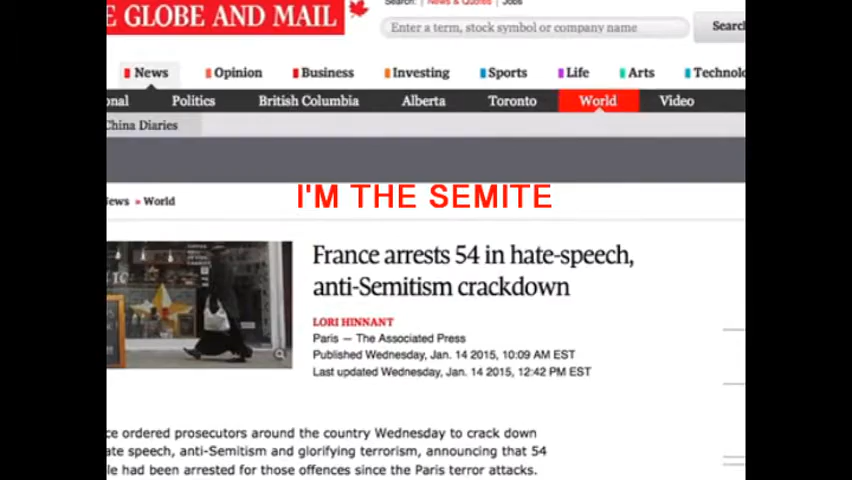 E GLOBE AND MAIL
Search: News & Quotes Jobs
Enter a term, stock symbol or company name
Search
News Opinion Business Investing Sports Life Arts Technolo
onal Politics British Columbia Alberta Toronto World Video
China Diaries
I'M THE SEMITE
ews » World
France arrests 54 in hate-speech,
anti-Semitism crackdown
LORI HINNANT
Paris — The Associated Press
Published Wednesday, Jan. 14 2015, 10:09 AM EST
Last updated Wednesday, Jan. 14 2015, 12:42 PM EST
ce ordered prosecutors around the country Wednesday to crack down
ate speech, anti-Semitism and glorifying terrorism, announcing that 54
le had been arrested for those offences since the Paris terror attacks.